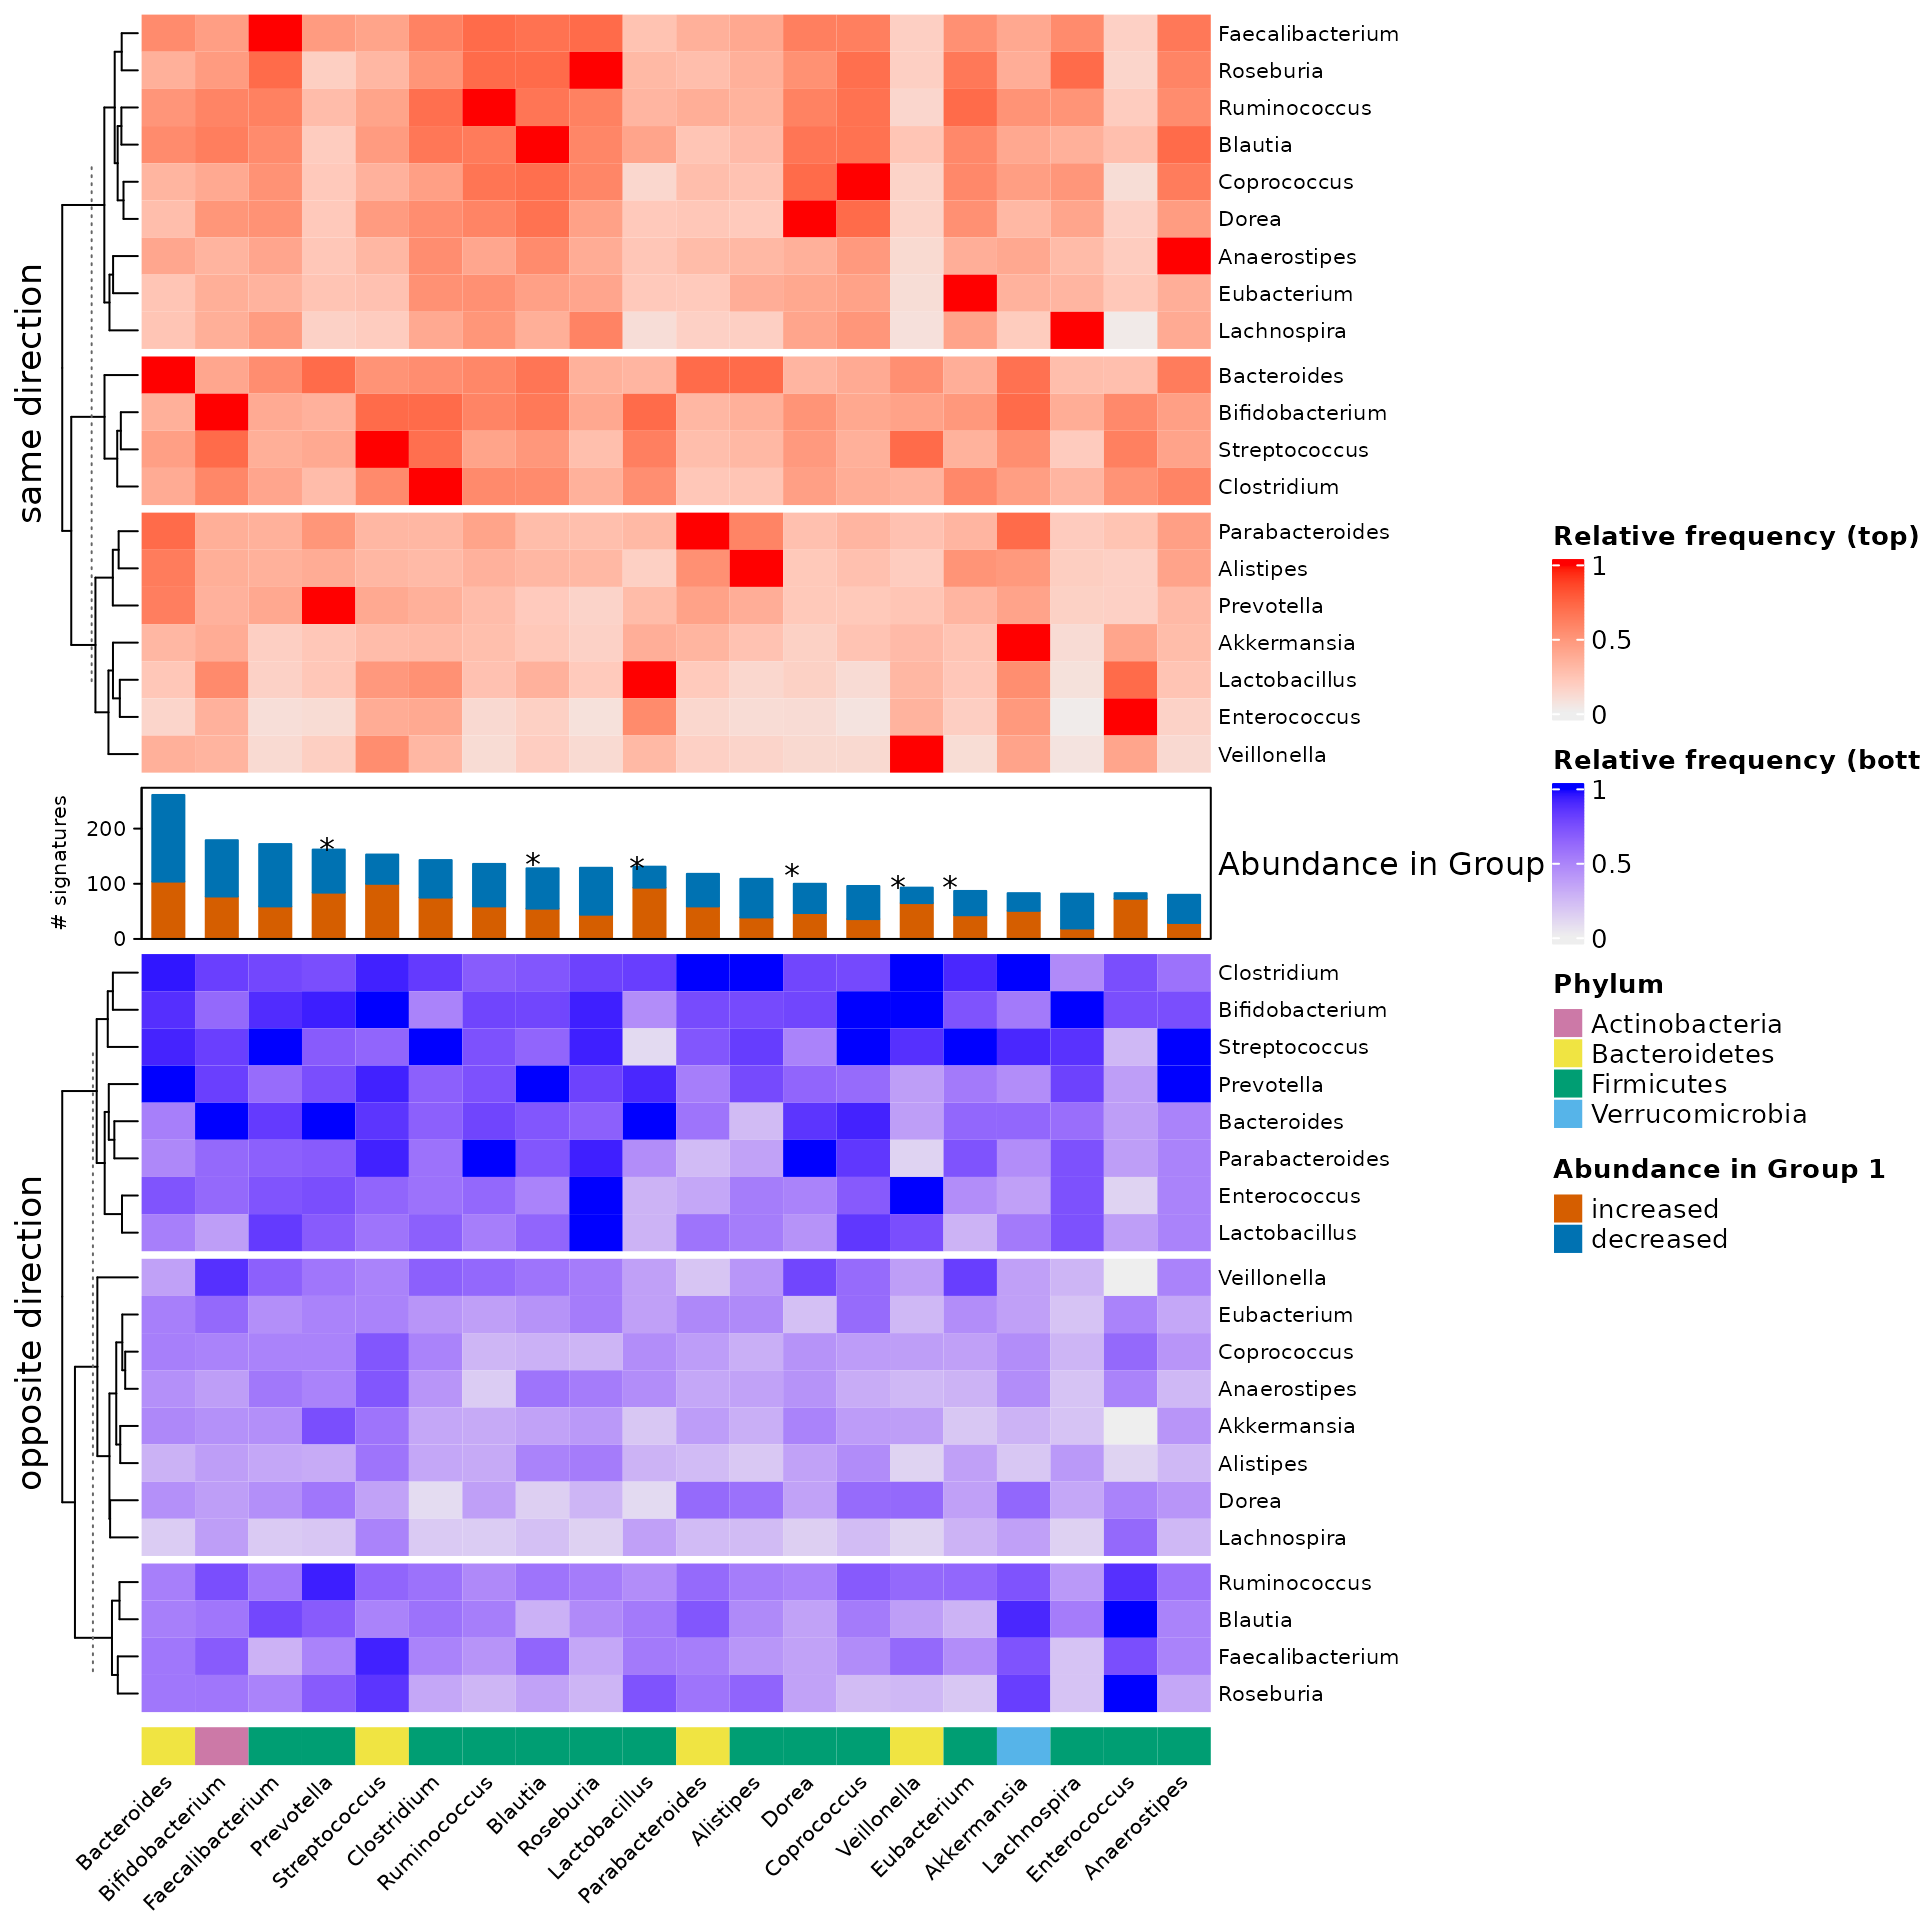 same direction
Faecalibacterium
Roseburia
Ruminococcus
Blautia
Coprococcus
Dorea
Anaerostipes
Eubacterium
Lachnospira
Bacteroides
Bifidobacterium
Streptococcus
Clostridium
Parabacteroides
Alistipes
Prevotella
Akkermansia
Lactobacillus
Enterococcus
Veillonella
# signatures
200
100
0
* * * * * *
Abundance in Group
opposite direction
Clostridium
Bifidobacterium
Streptococcus
Prevotella
Bacteroides
Parabacteroides
Enterococcus
Lactobacillus
Veillonella
Eubacterium
Coprococcus
Anaerostipes
Akkermansia
Alistipes
Dorea
Lachnospira
Ruminococcus
Blautia
Faecalibacterium
Roseburia
Bacteroides
Bifidobacterium
Faecalibacterium
Prevotella
Streptococcus
Clostridium
Ruminococcus
Blautia
Roseburia
Lactobacillus
Parabacteroides
Alistipes
Dorea
Coprococcus
Veillonella
Eubacterium
Akkermansia
Lachnospira
Enterococcus
Anaerostipes
Relative frequency (top)
1
0.5
0
Relative frequency (bott
1
0.5
0
Phylum
Actinobacteria
Bacteroidetes
Firmicutes
Verrucomicrobia
Abundance in Group 1
increased
decreased